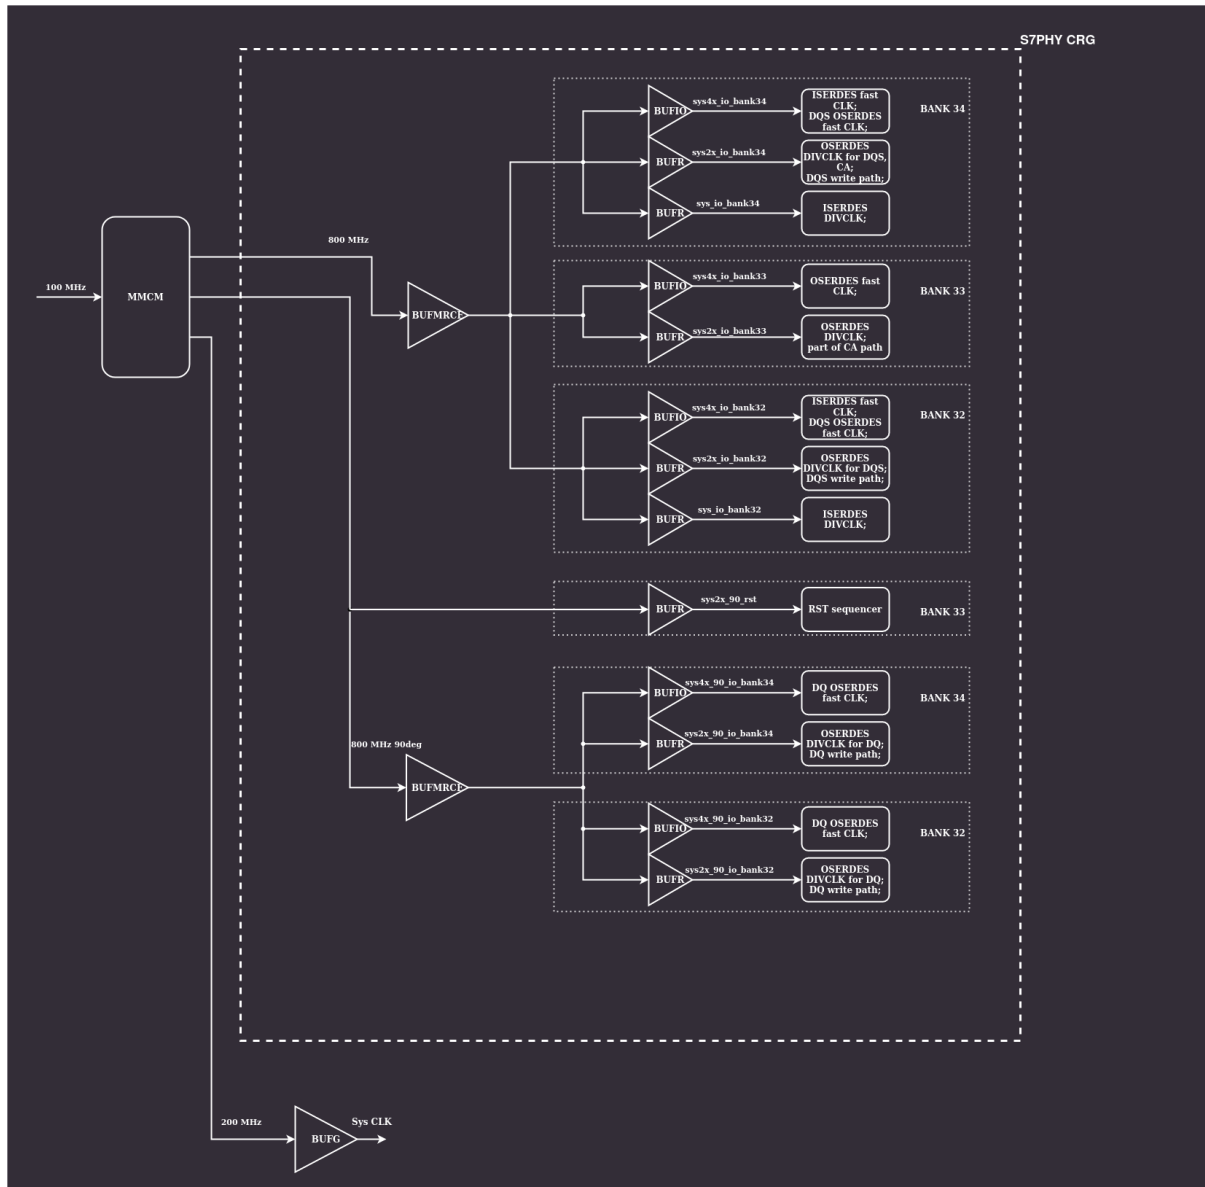 S7PHY CRG
BUFIO
sys4x_io_bank34
ISERDES fast
CLK;
DQS OSERDES
fast CLK;
BANK 34
BUFR
sys2x_io_bank34
OSERDES
DIVCLK for DQS,
CA;
DQS write path;
BUFR
sys_io_bank34
ISERDES
DIVCLK;
800 MHz
100 MHz
MMCM
BUFMRCE
BUFIO
sys4x_io_bank33
OSERDES fast
CLK;
BANK 33
BUFR
sys2x_io_bank33
OSERDES
DIVCLK;
part of CA path
BUFIO
sys4x_io_bank32
ISERDES fast
CLK;
DQS OSERDES
fast CLK;
BANK 32
BUFR
sys2x_io_bank32
OSERDES
DIVCLK for DQS;
DQS write path;
BUFR
sys_io_bank32
ISERDES
DIVCLK;
BUFR
sys2x_90_rst
RST sequencer
BANK 33
BUFIO
sys4x_90_io_bank34
DQ OSERDES
fast CLK;
BANK 34
BUFR
sys2x_90_io_bank34
OSERDES
DIVCLK for DQ;
DQ write path;
800 MHz 90deg
BUFMRCE
BUFIO
sys4x_90_io_bank32
DQ OSERDES
fast CLK;
BANK 32
BUFR
sys2x_90_io_bank32
OSERDES
DIVCLK for DQ;
DQ write path;
200 MHz
BUFG
Sys CLK